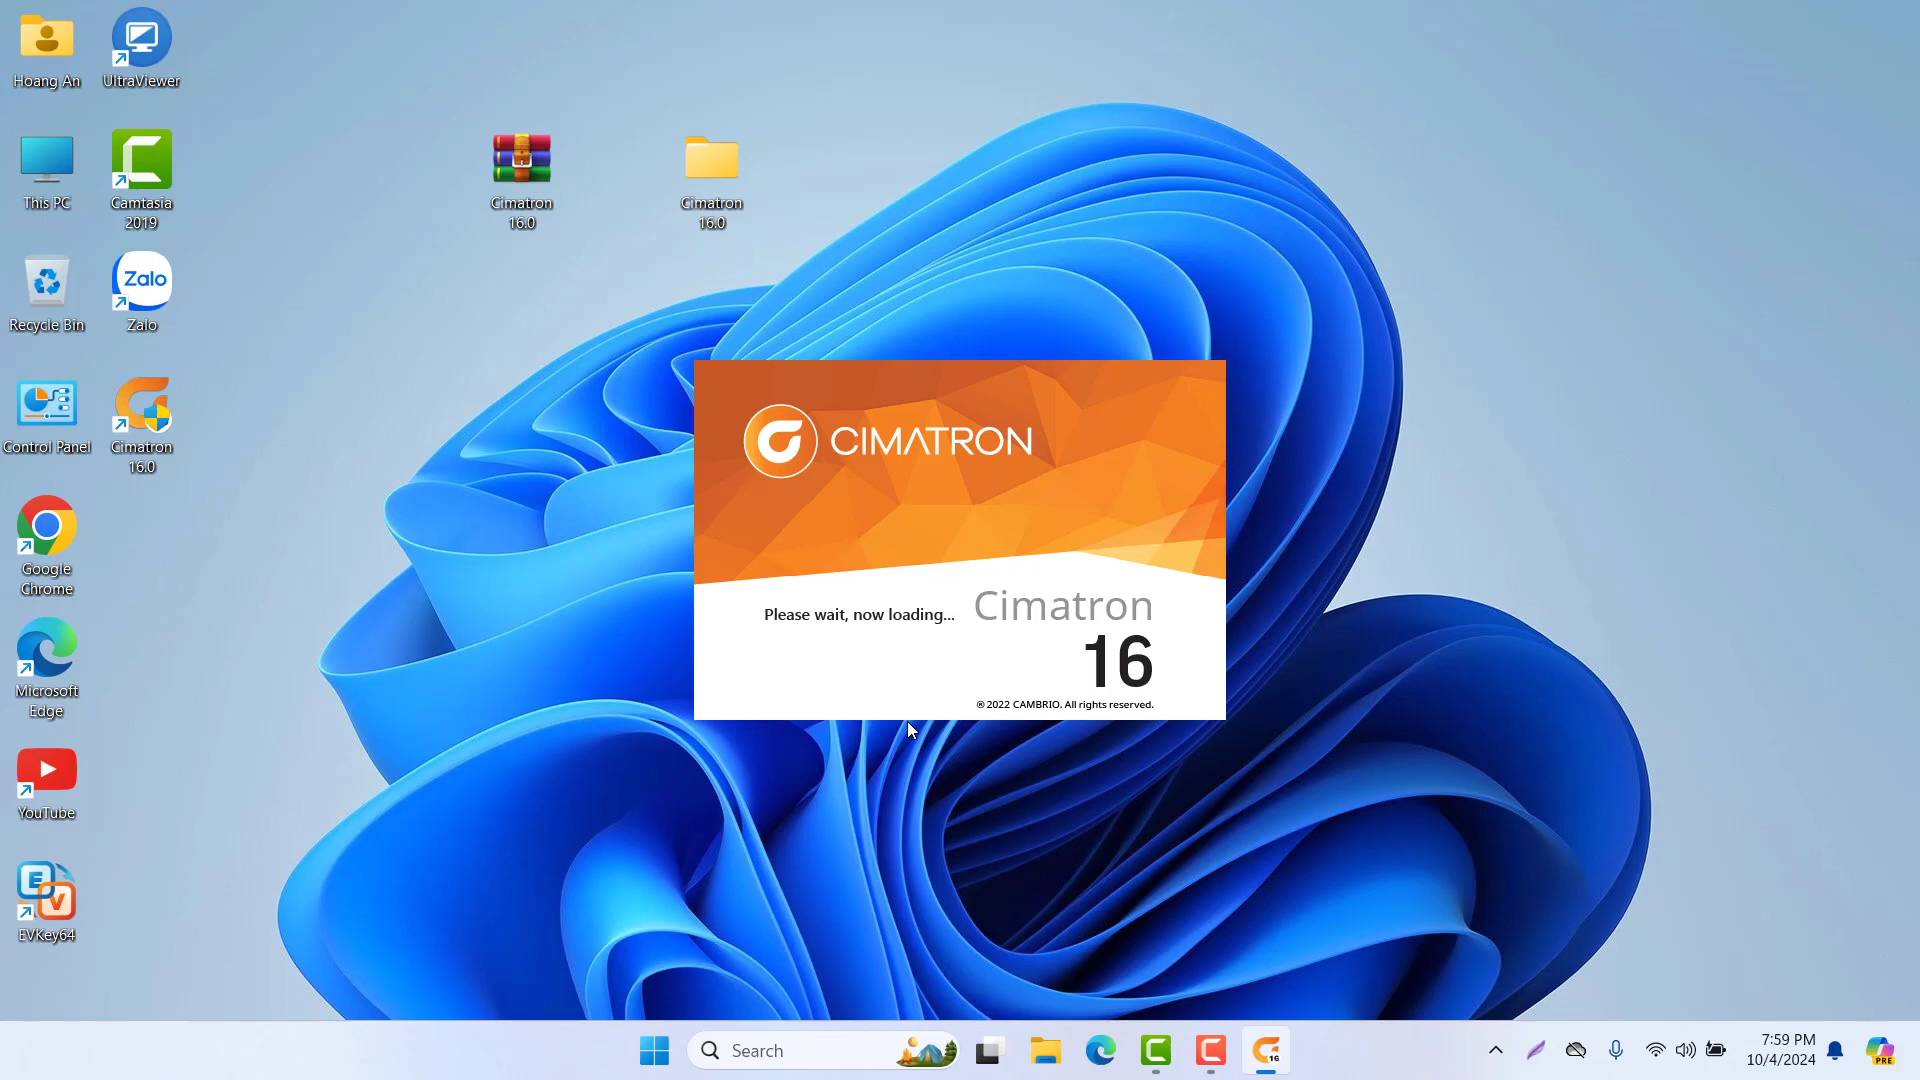 Hoang An
UltraViewer
This PC
Camtasia
2019
Cimatron
16.0
Cimatron
16.0
Recycle Bin
Zalo
Zalo
Control Panel
Cimatron
16.0
Google
Chrome
Microsoft
Edge
YouTube
E
V
EVKey64
CIMATRON
Please wait, now loading...
Cimatron
16
® 2022 CAMBRIO. All rights reserved.
Search
16
7:59 PM
10/4/2024
PRE